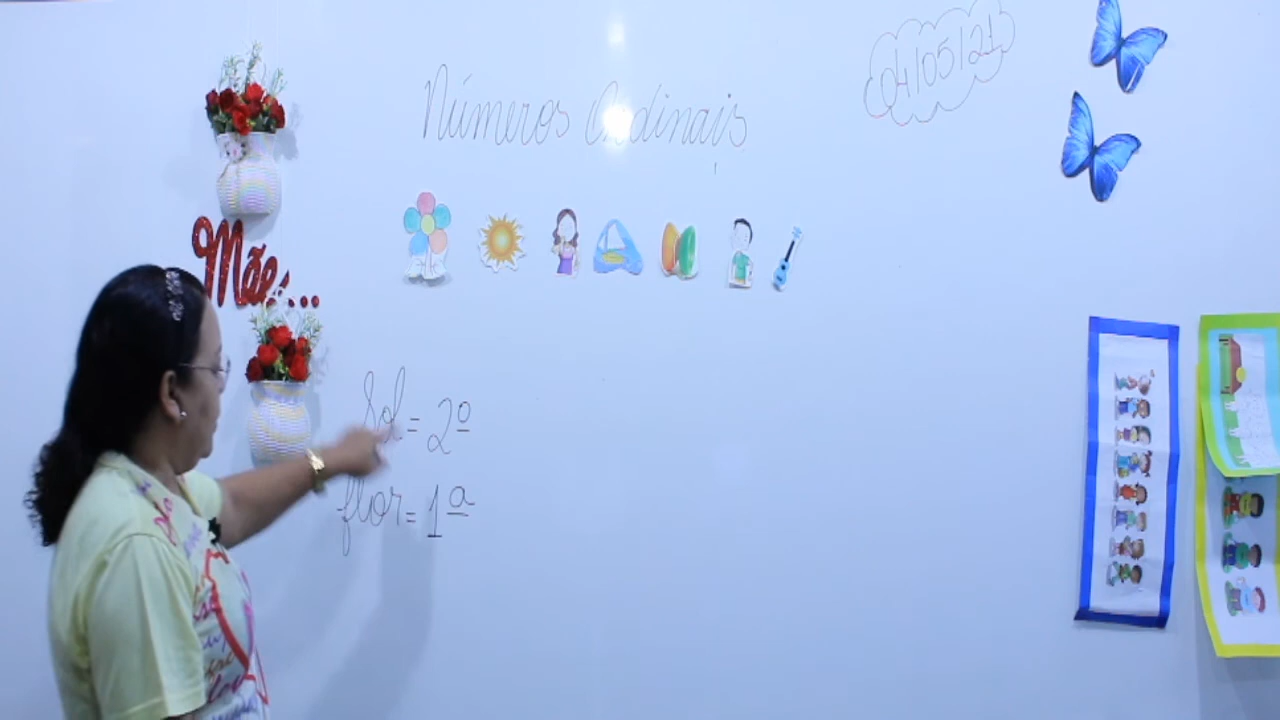 Números Ordinais
04/05/21
Mãe...
Sol = 2º
flor = 1ª